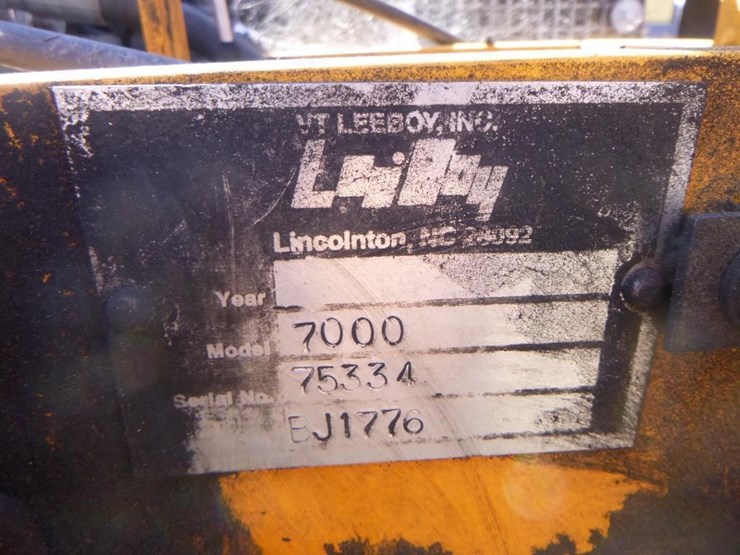 VT LEEBOY, INC.
LeeBoy
Lincolnton, NC 28092
Year
Model 7000
Serial No. 75334
BJ1776